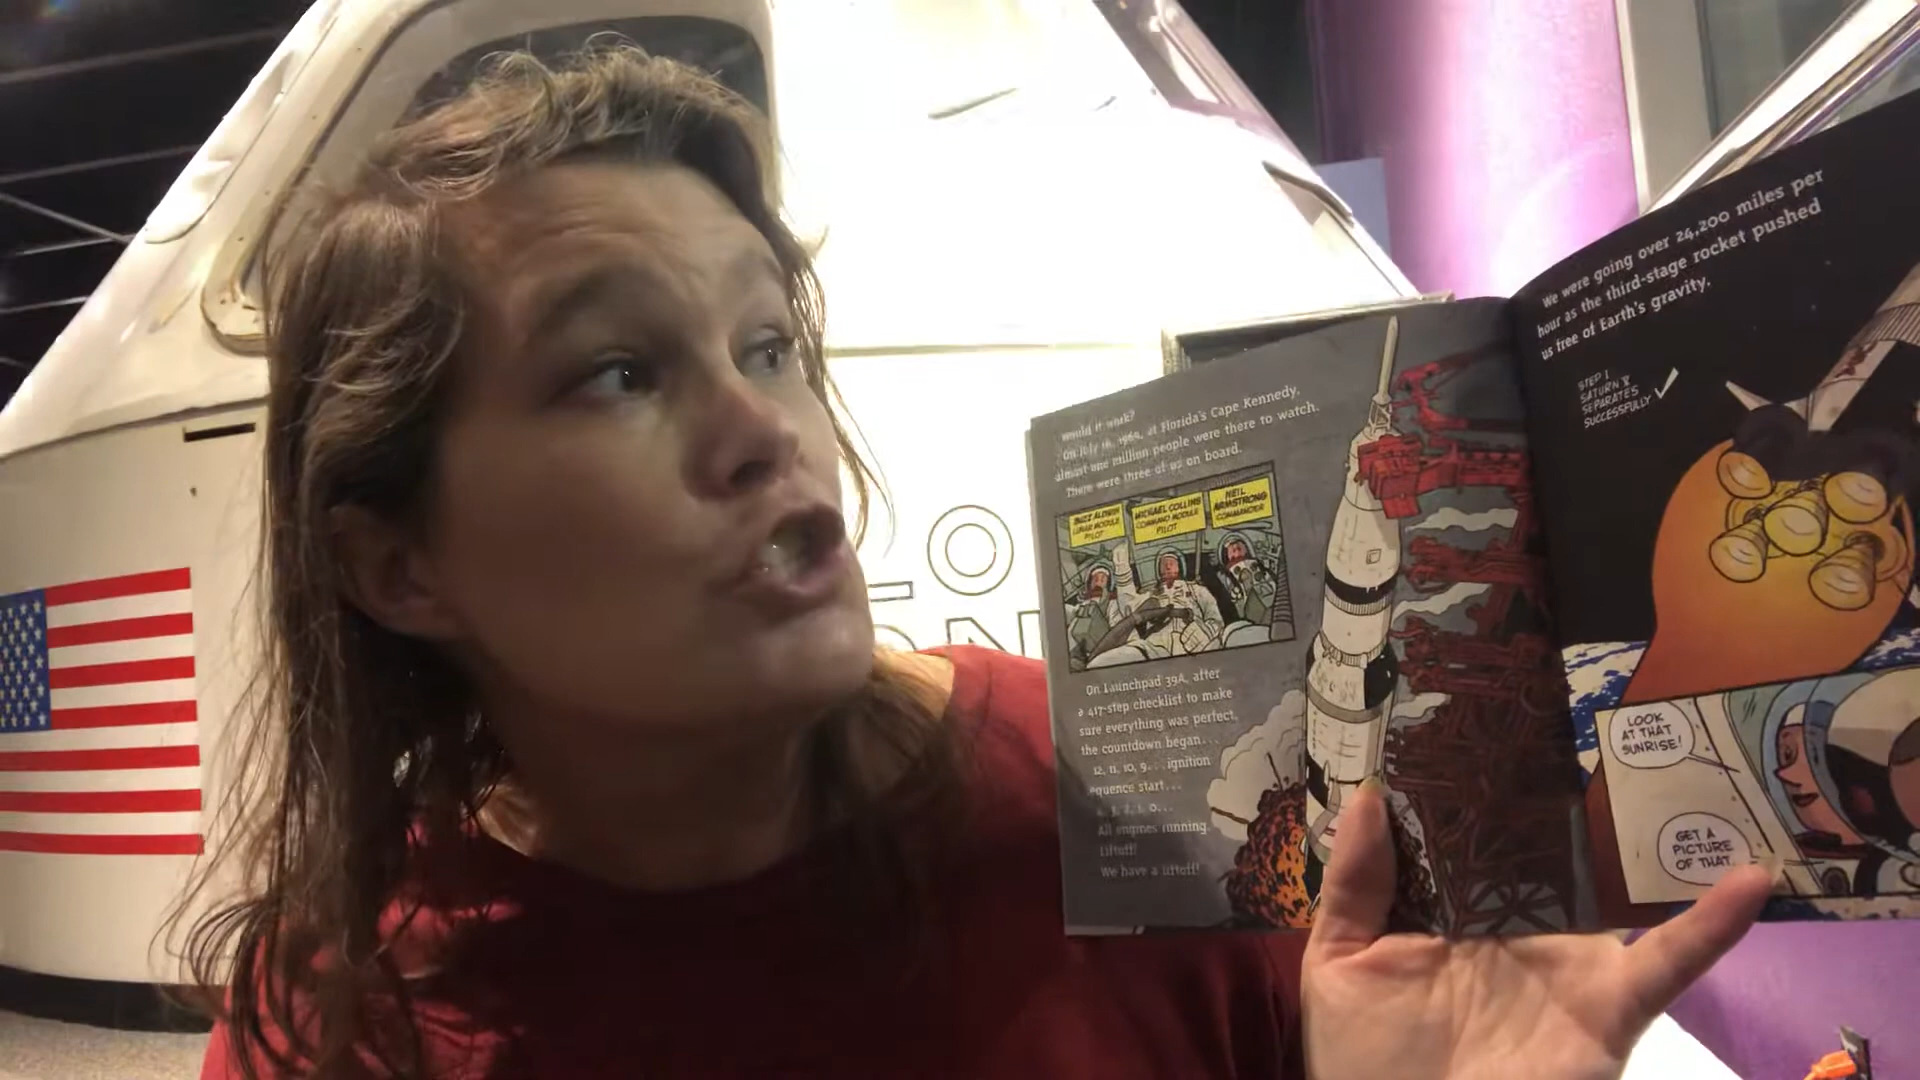 would it work?
On July 16, 1969, at Florida's Cape Kennedy,
almost one million people were there to watch.
There were three of us on board.
BUZZ ALDRIN
LUNAR MODULE
PILOT
MICHAEL COLLINS
COMMAND MODULE
PILOT
NEIL
ARMSTRONG
COMMANDER
On Launchpad 39A, after
a 417-step checklist to make
sure everything was perfect,
the countdown began...
12, 11, 10, 9... ignition
equence start...
3, 2, 1, 0...
All engines running.
Liftoff!
We have a liftoff!
We were going over 24,200 miles per
hour as the third-stage rocket pushed
us free of Earth's gravity.
STEP 1
SATURN V
SEPARATES
SUCCESSFULLY
LOOK
AT THAT
SUNRISE!
GET A
PICTURE
OF THAT.